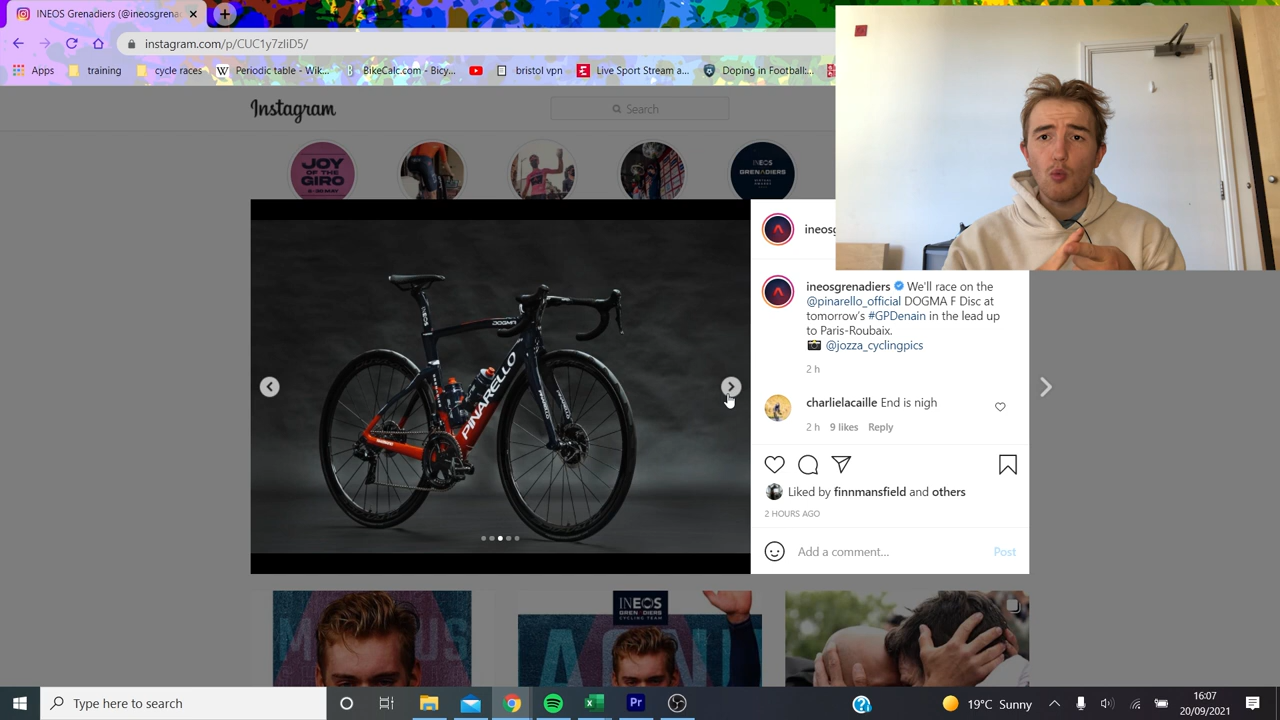 INEOS Grenadiers (@
instagram.com/p/CUC1y7zliD5/
Apps
training
cycle races
Periodic table - Wik...
BikeCalc.com - Bicy...
bristol vpn
Live Sport Stream a...
Doping in Football:...
Instagram
Search
JOY
OF THE
GIRO
INEOS
GRENADIERS
DOGMA
PINARELLO
ineosg
ineosgrenadiers We'll race on the
@pinarello_official DOGMA F Disc at
tomorrow's #GPDenain in the lead up
to Paris-Roubaix.
@jozza_cyclingpics
2 h
charlielacaille End is nigh
2 h 9 likes Reply
Liked by finnmansfield and others
2 HOURS AGO
Add a comment... Post
INEOS
GRENADIERS
CYCLING TEAM
Type here to search
Pr
19°C Sunny
16:07
20/09/2021